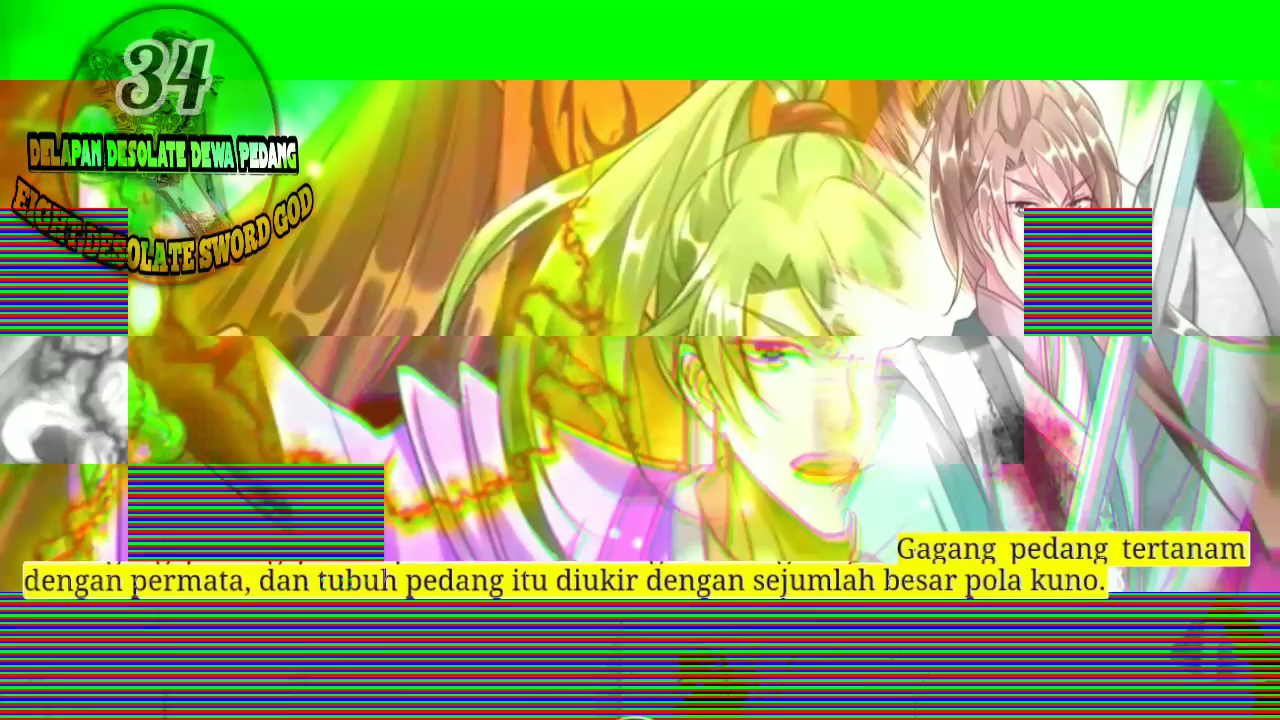 34
DELAPAN DESOLATE DEWA PEDANG
EIGHT DESOLATE SWORD GOD
Gagang pedang tertanam
dengan permata, dan tubuh pedang itu diukir dengan sejumlah besar pola kuno.